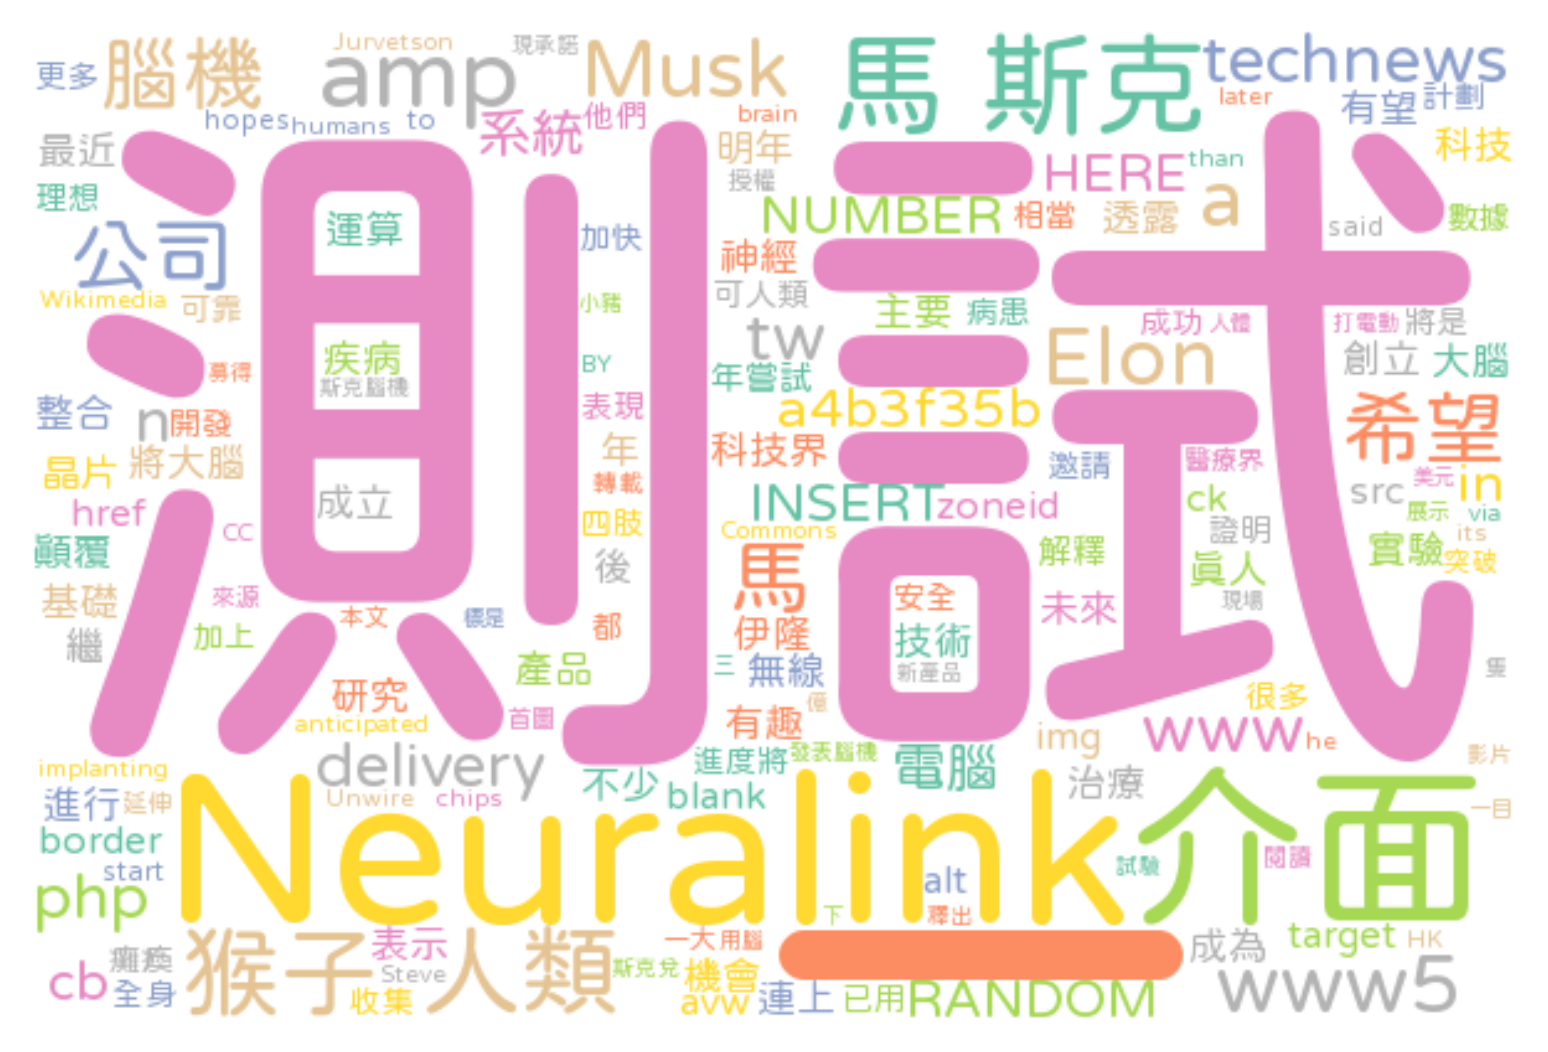 更多 腦機 Jurvetson amp 現承諾 Musk 馬 斯克 technews
hopes humans to 系統 他們 brain later 有望 計劃
最近 明年 HERE than 科技
理想 授權 NUMBER 相當 透露 a said 數據
測試
公司 運算 加快 神經
Wikimedia 可靠 小豬 可人類 主要 病患 成功 人體 打電動 將是
疾病 BY tw Elon 創立 大腦
募得 斯克腦機 年嘗試
整合 n 開發 表現 a4b3f35b 希望
晶片 將大腦 年 科技界 邀請 醫療界
href 成立 轉載 INSERT zoneid ck src 美元 in
顛覆 CC 四肢 Commons 解釋 證明 展示 via its
基礎 來源 後 馬 安全 真人 實驗 突破
繼 加上 本文 標是 都 伊隆 技術 未來 現場
研究 產品 三 無線 新產品 很多 隻
anticipated 首圖 有趣 億 img www he
implanting delivery 不少 進度將 發表腦機 電腦 治療 影片
進行 延伸 Unwire chips blank 一目
border Neuralink 介面
start alt 試驗 閱讀
php 下 釋出
猴子 人類 表示 一大 用腦 一 成為 target HK
cb 癱瘓 Steve 斯克兌 機會 www5
全身 收集 avw 連上 已用 RANDOM